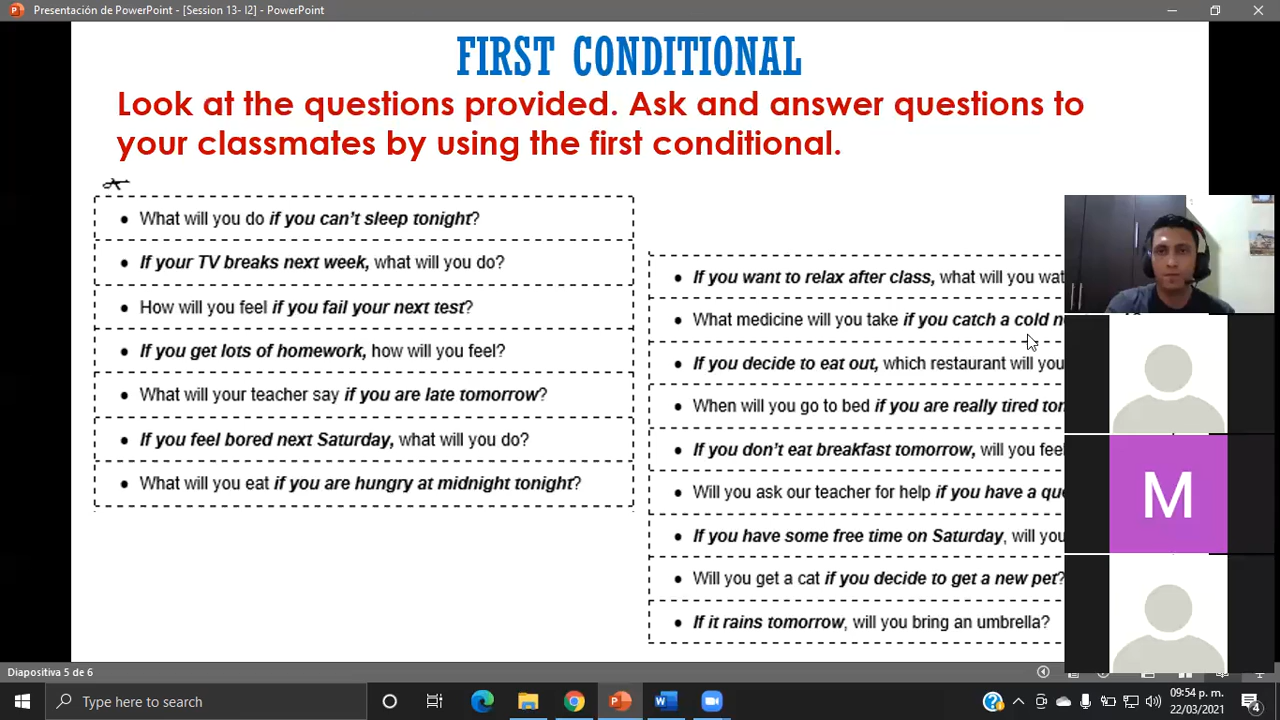 Presentación de PowerPoint - [Session 13- I2] - PowerPoint
FIRST CONDITIONAL
Look at the questions provided. Ask and answer questions to
your classmates by using the first conditional.
• What will you do if you can't sleep tonight?
• If your TV breaks next week, what will you do?
• How will you feel if you fail your next test?
• If you get lots of homework, how will you feel?
• What will your teacher say if you are late tomorrow?
• If you feel bored next Saturday, what will you do?
• What will you eat if you are hungry at midnight tonight?
• If you want to relax after class, what will you wat
• What medicine will you take if you catch a cold n
• If you decide to eat out, which restaurant will you
• When will you go to bed if you are really tired ton
• If you don't eat breakfast tomorrow, will you feel
• Will you ask our teacher for help if you have a que
• If you have some free time on Saturday, will you
• Will you get a cat if you decide to get a new pet?
• If it rains tomorrow, will you bring an umbrella?
M
Diapositiva 5 de 6
Type here to search
09:54 p. m.
22/03/2021
4